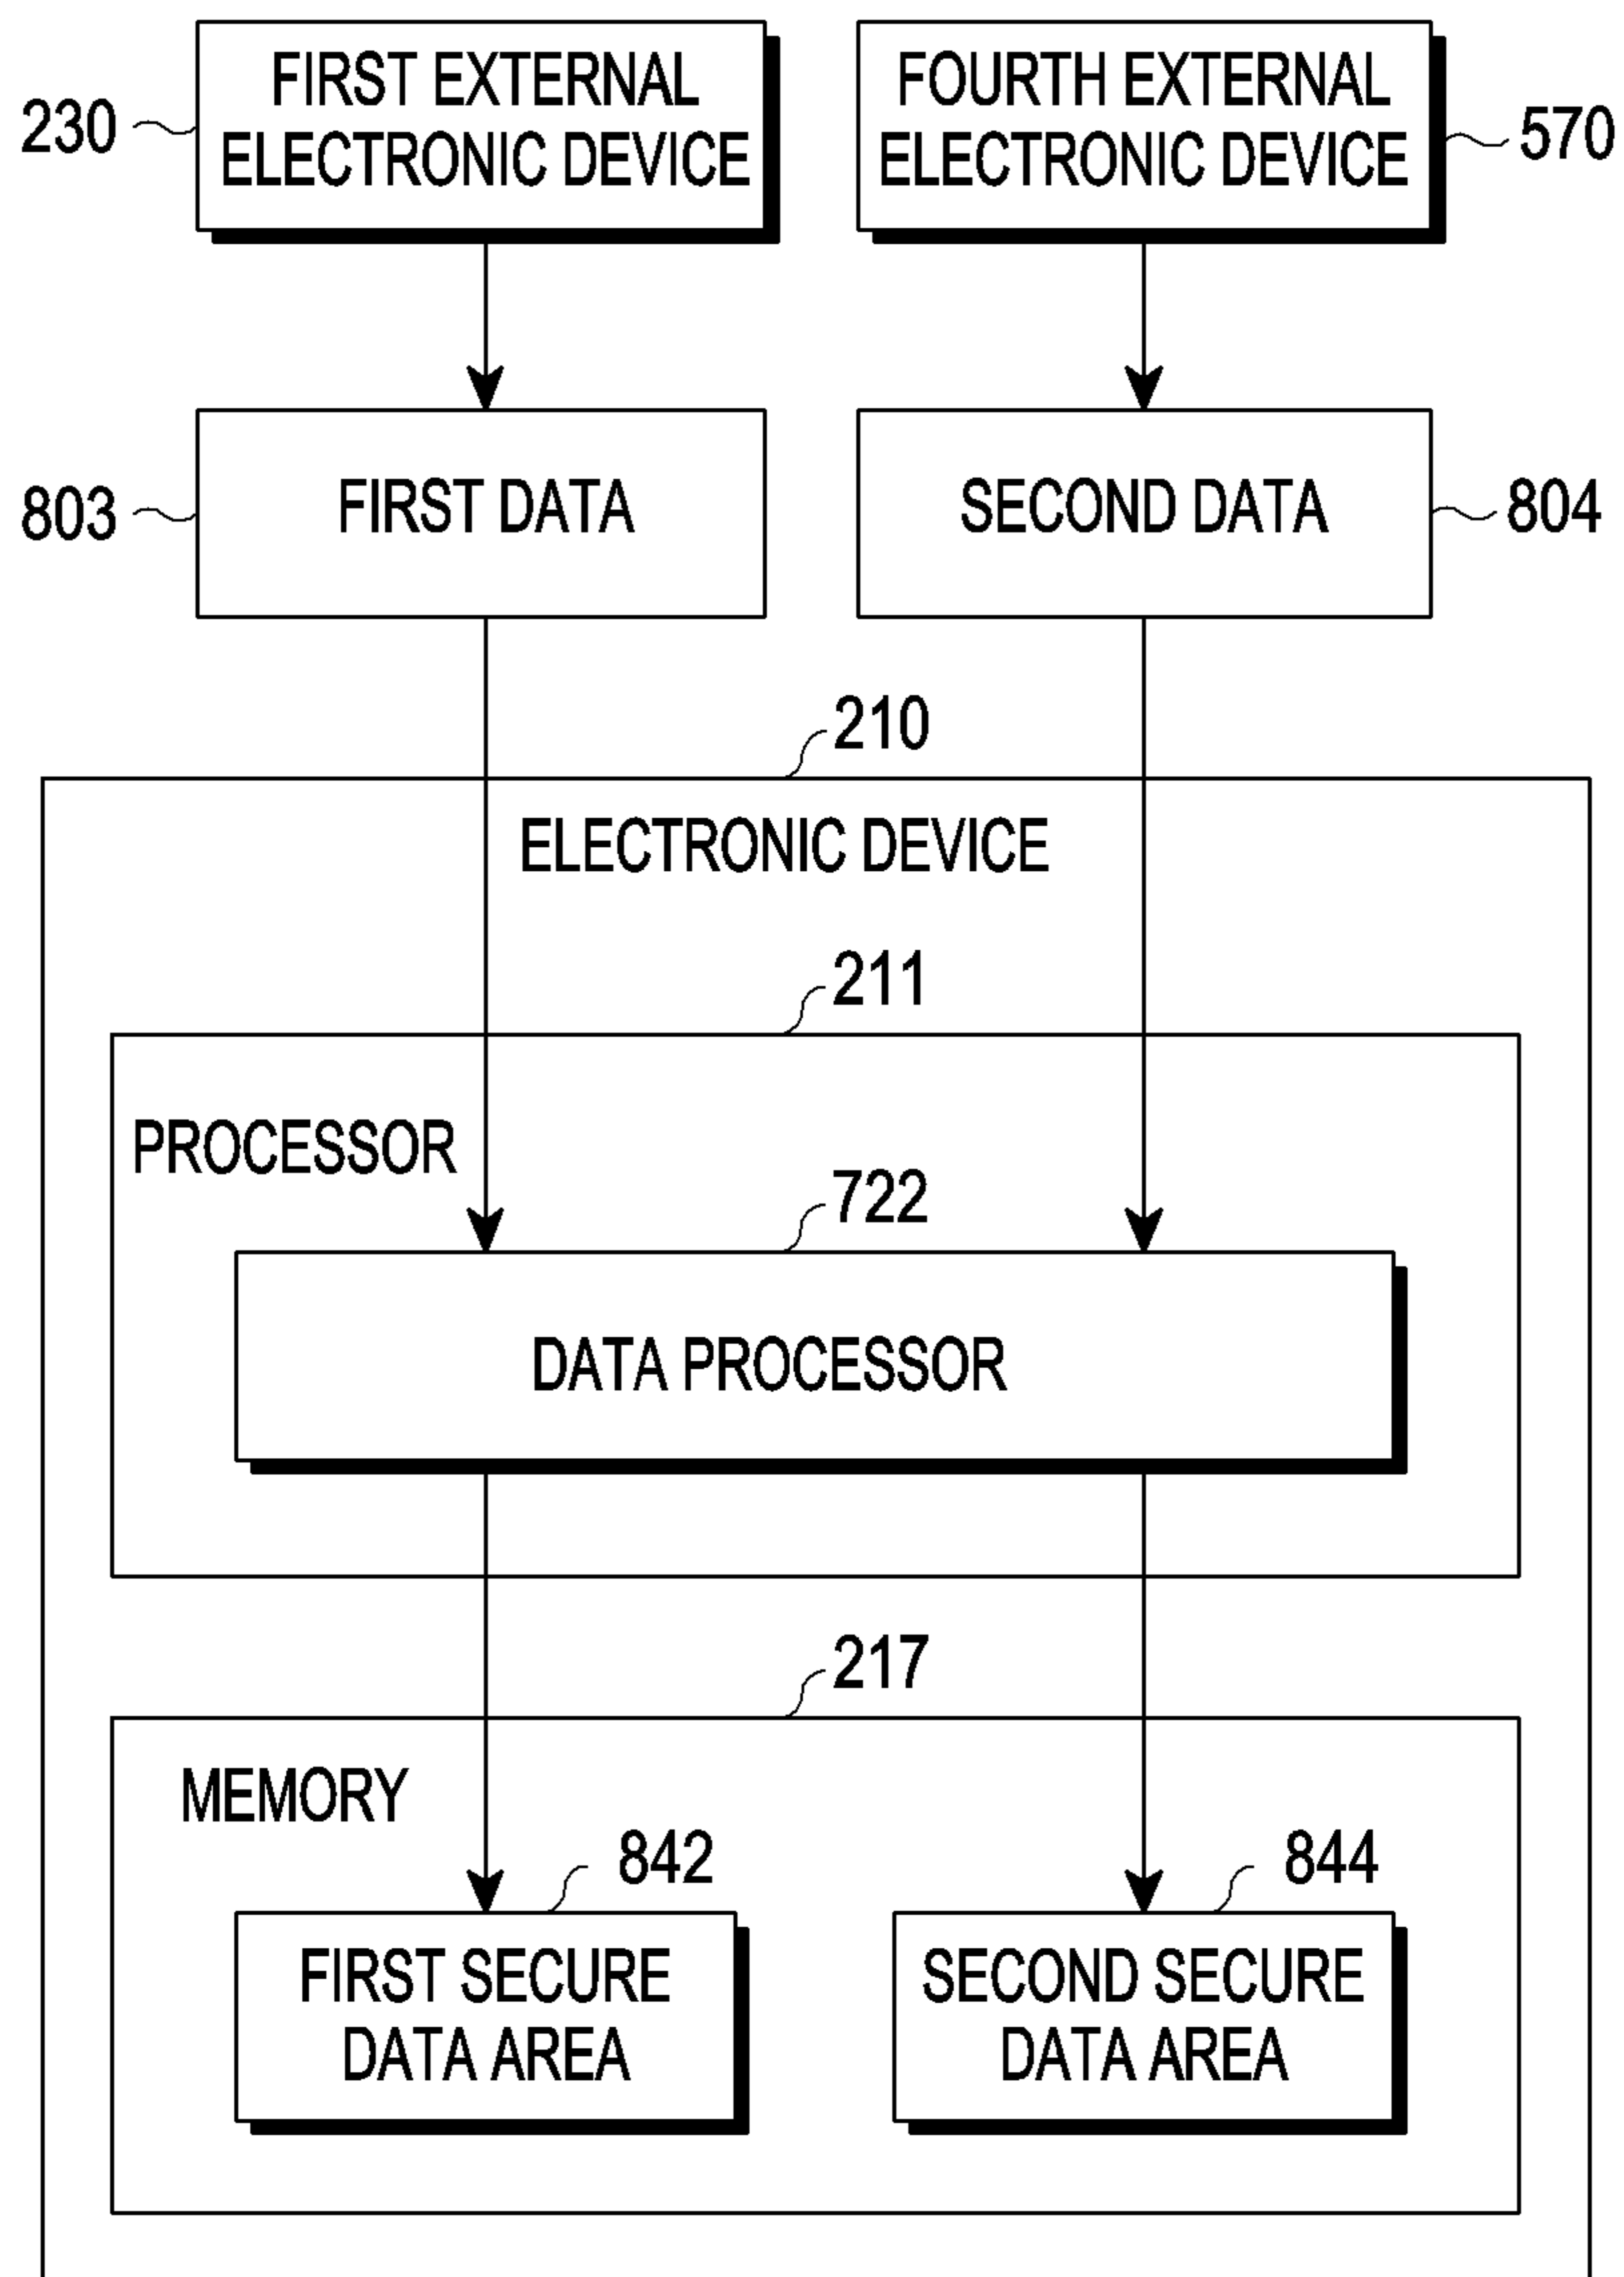 FIRST EXTERNAL
ELECTRONIC DEVICE
230
FOURTH EXTERNAL
ELECTRONIC DEVICE
570
FIRST DATA
803
SECOND DATA
804
210
ELECTRONIC DEVICE
211
PROCESSOR
722
DATA PROCESSOR
217
MEMORY
842
844
FIRST SECURE
DATA AREA
SECOND SECURE
DATA AREA